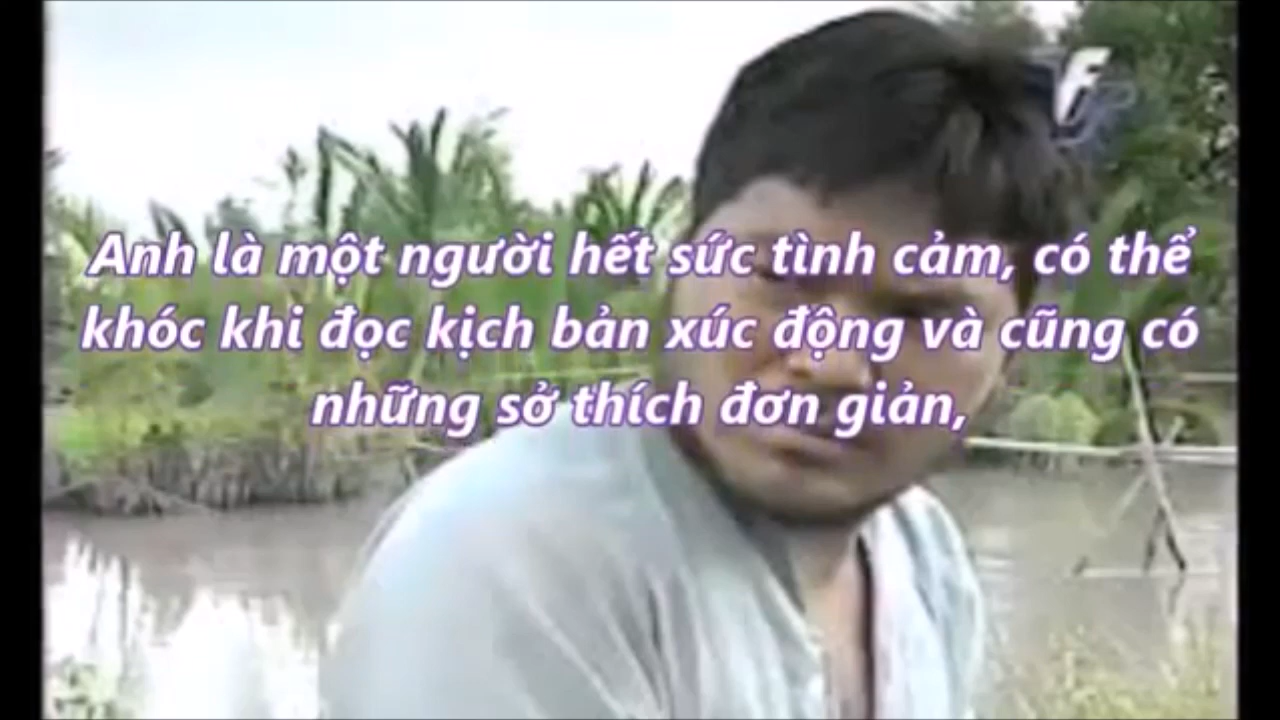 Anh là một người hết sức tình cảm, có thể
khóc khi đọc kịch bản xúc động và cũng có
những sở thích đơn giản,